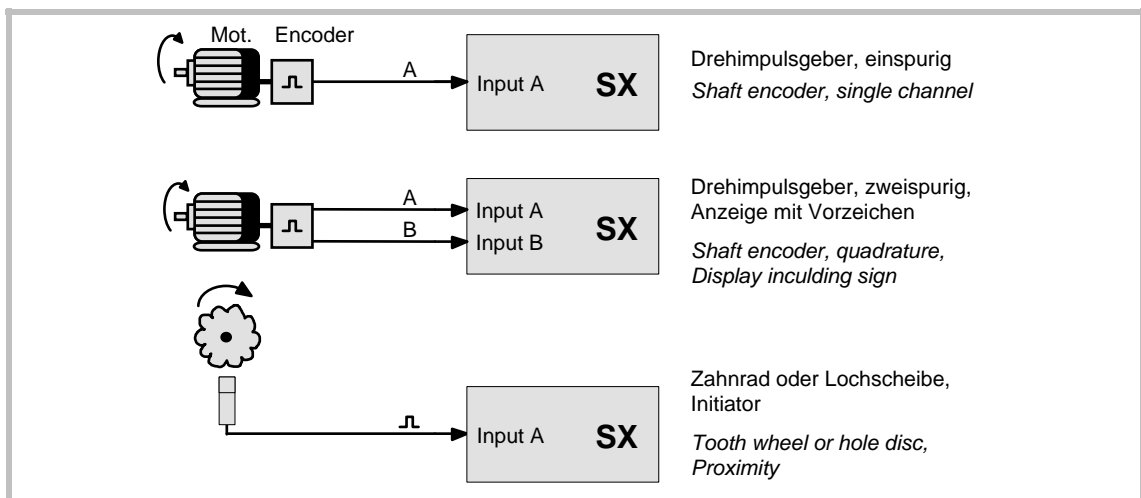 Mot. Encoder
A
Input A SX
Drehimpulsgeber, einspurig
Shaft encoder, single channel
A
B
Input A
Input B
SX
Drehimpulsgeber, zweispurig,
Anzeige mit Vorzeichen
Shaft encoder, quadrature,
Display inculding sign
Input A SX
Zahnrad oder Lochscheibe,
Initiator
Tooth wheel or hole disc,
Proximity